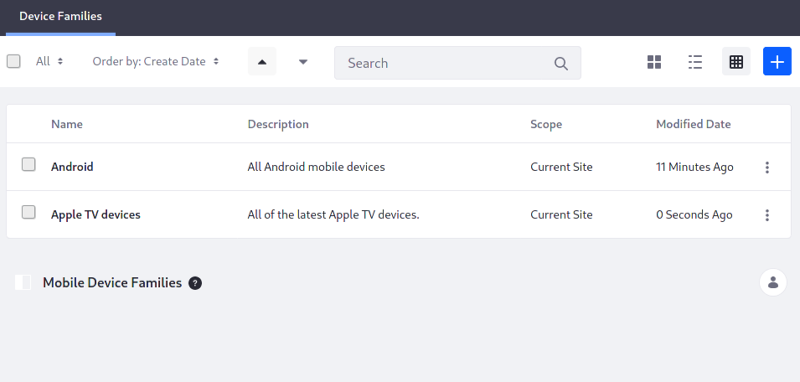 Device Families
All Order by: Create Date Search
Name Description Scope Modified Date
Android All Android mobile devices Current Site 11 Minutes Ago
Apple TV devices All of the latest Apple TV devices. Current Site 0 Seconds Ago
Mobile Device Families ?